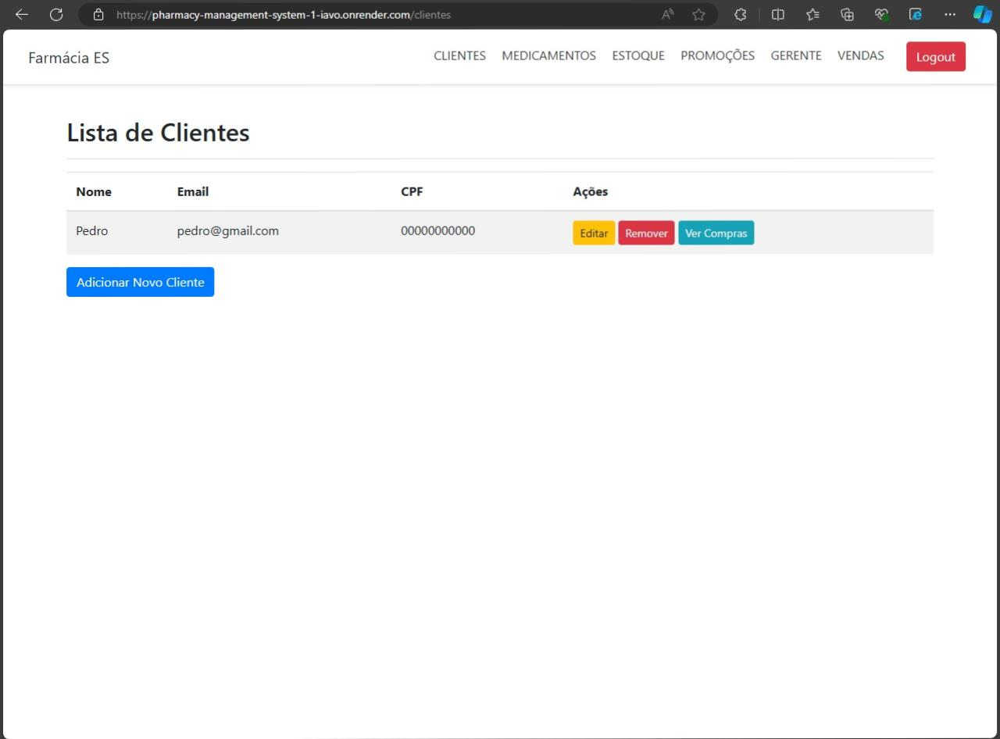 https://pharmacy-management-system-1-iavo.onrender.com/clientes
Farmácia ES CLIENTES MEDICAMENTOS ESTOQUE PROMOÇÕES GERENTE VENDAS Logout
Lista de Clientes
Nome Email CPF Ações
Pedro pedro@gmail.com 00000000000 Editar Remover Ver Compras
Adicionar Novo Cliente